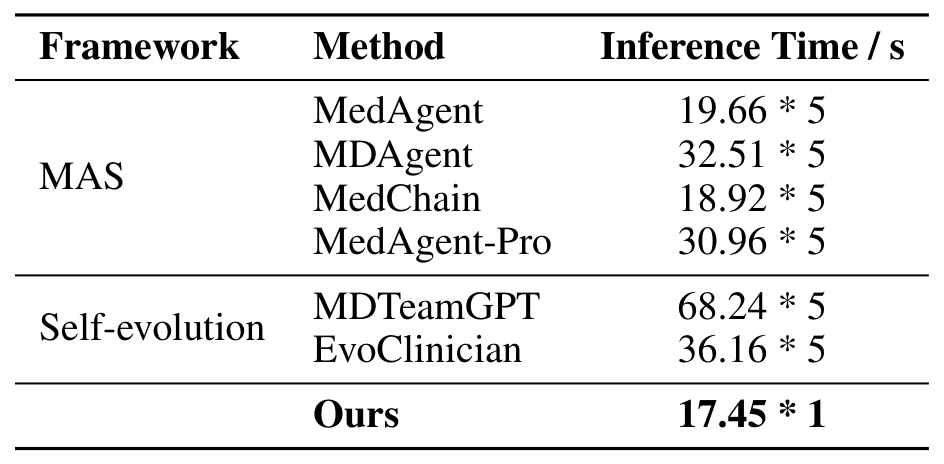 Framework Method Inference Time / s
MedAgent 19.66 * 5
MDAgent 32.51 * 5
MAS
MedChain 18.92 * 5
MedAgent-Pro 30.96 * 5
MDTeamGPT 68.24 * 5
Self-evolution
EvoClinician 36.16 * 5
Ours 17.45 * 1